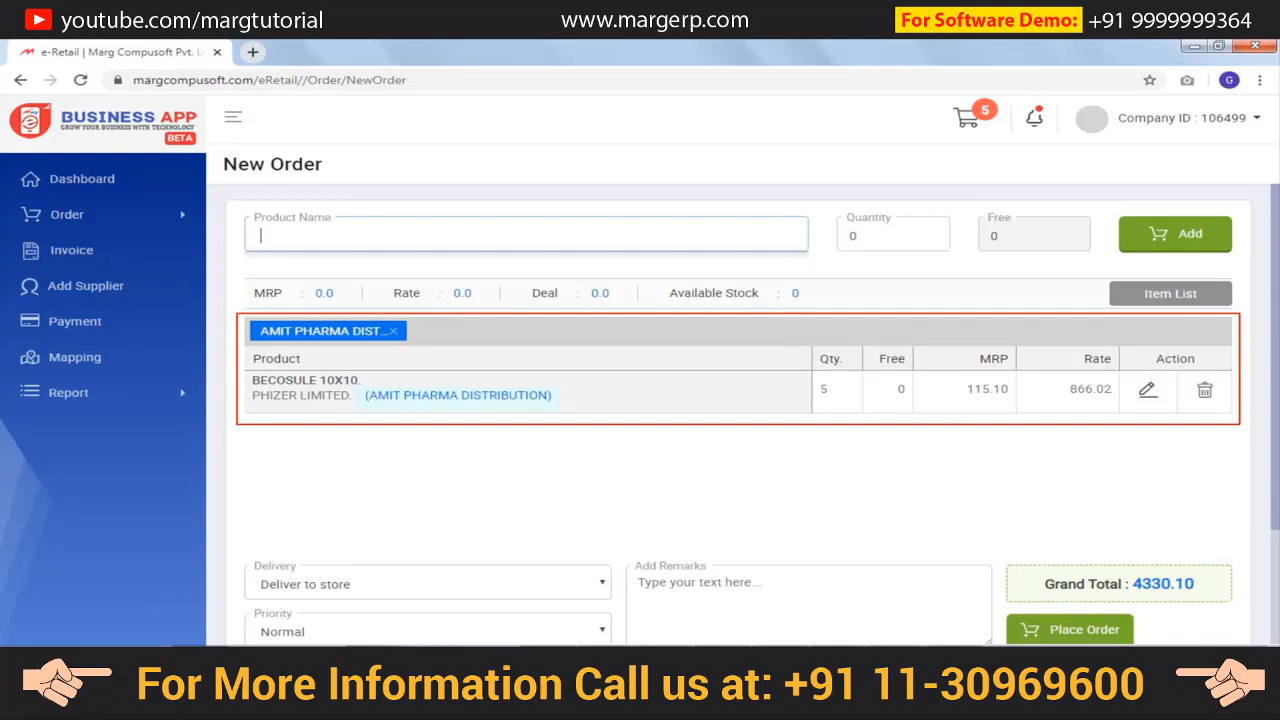 youtube.com/margtutorial
www.margerp.com
For Software Demo: +91 9999999364
e-Retail | Marg Compusoft Pvt. L
margcompusoft.com/eRetail//Order/NewOrder
G
BUSINESS APP
GROW YOUR BUSINESS WITH TECHNOLOGY
BETA
5
Company ID : 106499
New Order
Dashboard
Order
Invoice
Add Supplier
Payment
Mapping
Report
Product Name
Quantity
Free
0
0
Add
MRP : 0.0
Rate : 0.0
Deal : 0.0
Available Stock : 0
Item List
AMIT PHARMA DIST...×
Product Qty. Free MRP Rate Action
BECOSULE 10X10.
PHIZER LIMITED. (AMIT PHARMA DISTRIBUTION)
5 0 115.10 866.02
Delivery
Deliver to store
Priority
Normal
Add Remarks
Type your text here...
Grand Total : 4330.10
Place Order
For More Information Call us at: +91 11-30969600